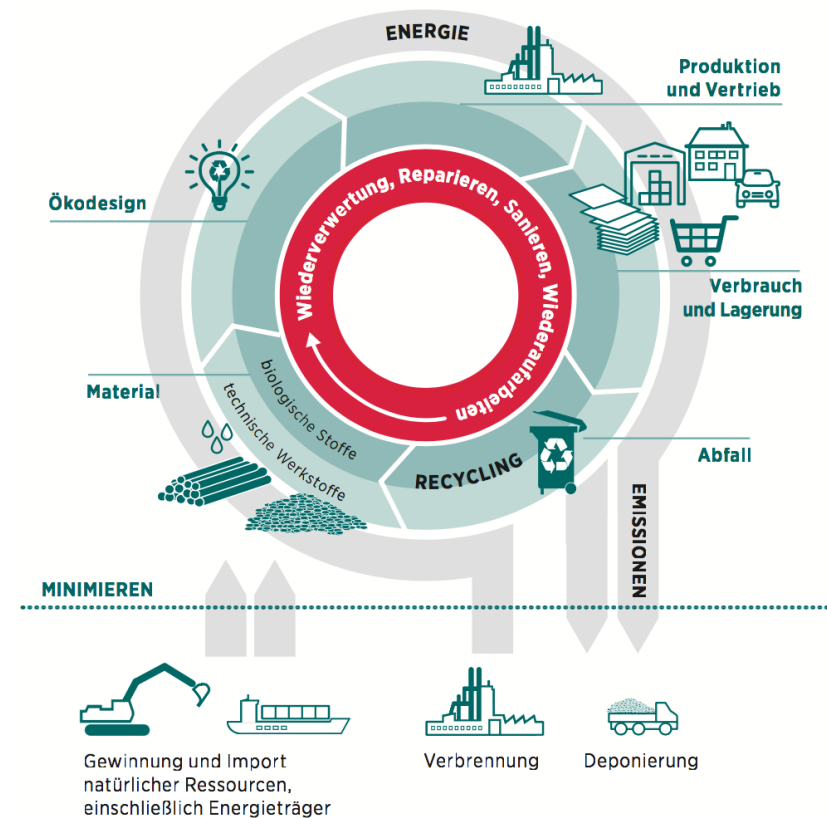 ENERGIE
Produktion
und Vertrieb
Ökodesign
Wiederverwertung, Reparieren, Sanieren, Wiederaufarbeiten
Verbrauch
und Lagerung
Material
biologische Stoffe
technische Werkstoffe
RECYCLING
Abfall
EMISSIONEN
MINIMIEREN
Gewinnung und Import
natürlicher Ressourcen,
einschließlich Energieträger
Verbrennung
Deponierung